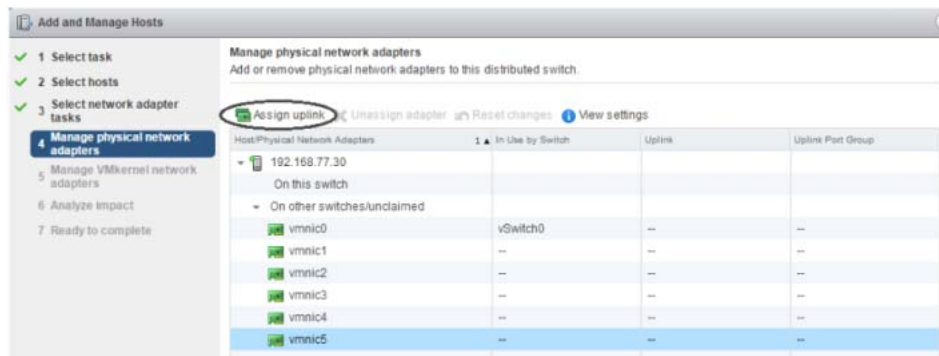 Add and Manage Hosts
1 Select task
2 Select hosts
3 Select network adapter
tasks
4 Manage physical network
adapters
5 Manage VMkernel network
adapters
6 Analyze impact
7 Ready to complete
Manage physical network adapters
Add or remove physical network adapters to this distributed switch.
Assign uplink Unassign adapter Reset changes View settings
Host/Physical Network Adapters 1 ▲ In Use by Switch Uplink Uplink Port Group
192.168.77.30
On this switch
On other switches/unclaimed
vmnic0 vSwitch0 -- --
vmnic1 -- -- --
vmnic2 -- -- --
vmnic3 -- -- --
vmnic4 -- -- --
vmnic5 -- -- --